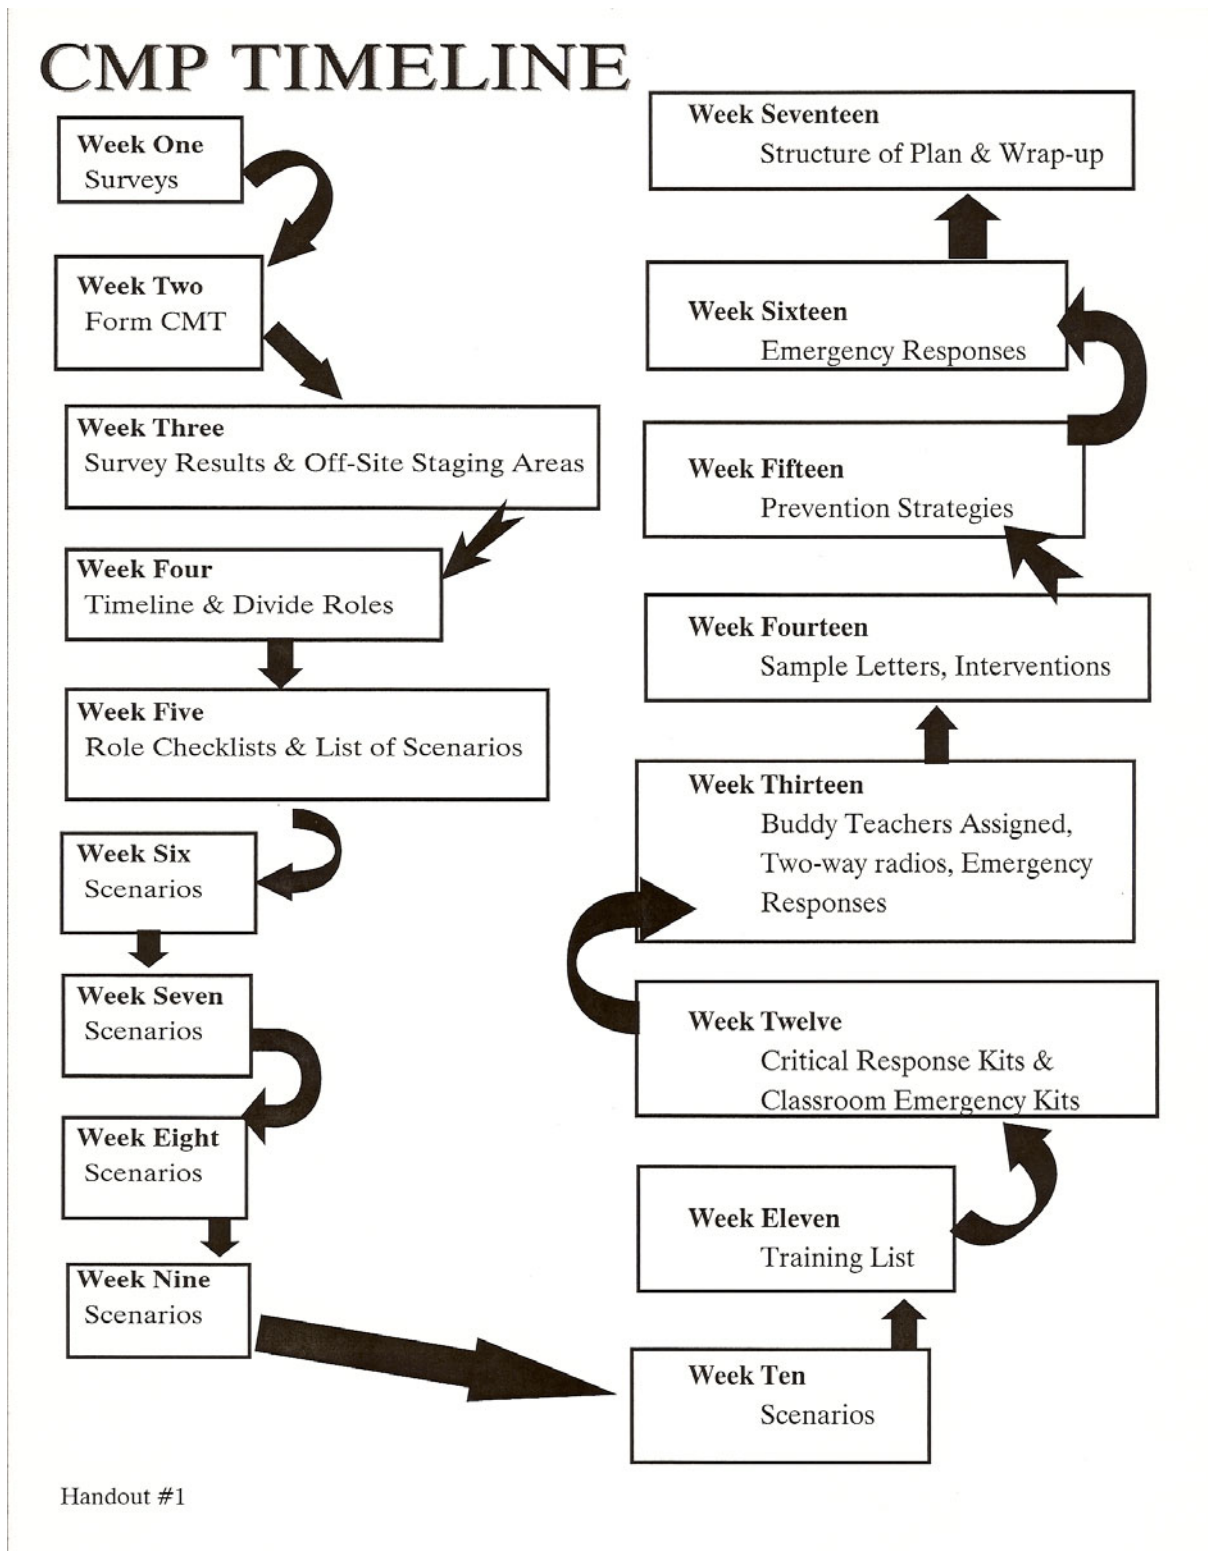 CMP TIMELINE
Week One
Surveys
Week Two
Form CMT
Week Three
Survey Results & Off-Site Staging Areas
Week Four
Timeline & Divide Roles
Week Five
Role Checklists & List of Scenarios
Week Six
Scenarios
Week Seven
Scenarios
Week Eight
Scenarios
Week Nine
Scenarios
Week Ten
Scenarios
Week Eleven
Training List
Week Twelve
Critical Response Kits &
Classroom Emergency Kits
Week Thirteen
Buddy Teachers Assigned,
Two-way radios, Emergency
Responses
Week Fourteen
Sample Letters, Interventions
Week Fifteen
Prevention Strategies
Week Sixteen
Emergency Responses
Week Seventeen
Structure of Plan & Wrap-up
Handout #1